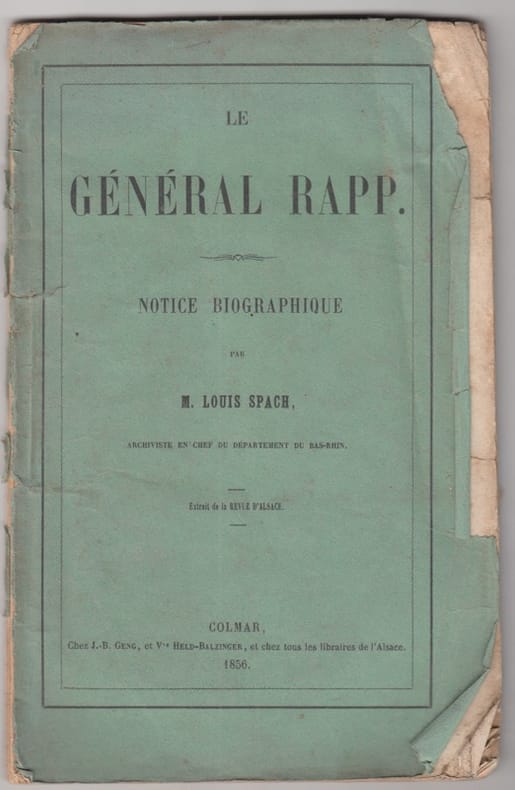 LE
GÉNÉRAL RAPP.
NOTICE BIOGRAPHIQUE
PAR
M. LOUIS SPACH,
ARCHIVISTE EN CHEF DU DÉPARTEMENT DU BAS-RHIN.
Extrait de la REVUE D'ALSACE.
COLMAR,
Chez J.-B. GENG, et Vve HELD-BALZINGER, et chez tous les libraires de l'Alsace.
1856.